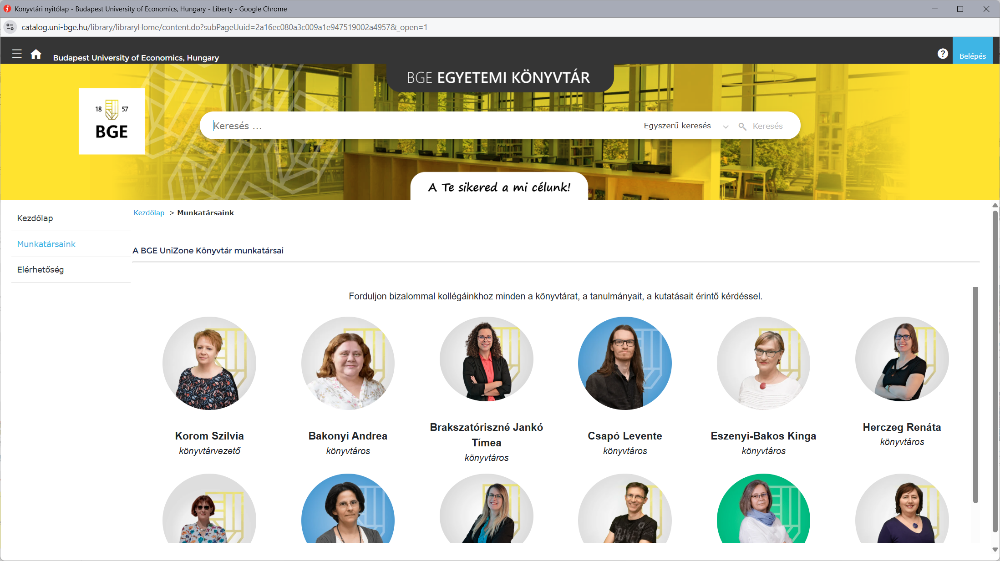 Könyvtári nyitólap - Budapest University of Economics, Hungary - Liberty - Google Chrome
catalog.uni-bge.hu/library/libraryHome/content.do?subPageUuid=2a16ec080a3c009a1e947519002a4957&_open=1
Budapest University of Economics, Hungary
?
Belépés
BGE EGYETEMI KÖNYVTÁR
18 57
BGE
Keresés ...
Egyszerű keresés
Keresés
A Te sikered a mi célunk!
Kezdőlap
Munkatársaink
Elérhetőség
Kezdőlap > Munkatársaink
A BGE UniZone Könyvtár munkatársai
Forduljon bizalommal kollégáinkhoz minden a könyvtárat, a tanulmányait, a kutatásait érintő kérdéssel.
Korom Szilvia
könyvtárvezető
Bakonyi Andrea
könyvtáros
Brakszatóriszné Jankó
Tímea
könyvtáros
Csapó Levente
könyvtáros
Eszenyi-Bakos Kinga
könyvtáros
Herczeg Renáta
könyvtáros